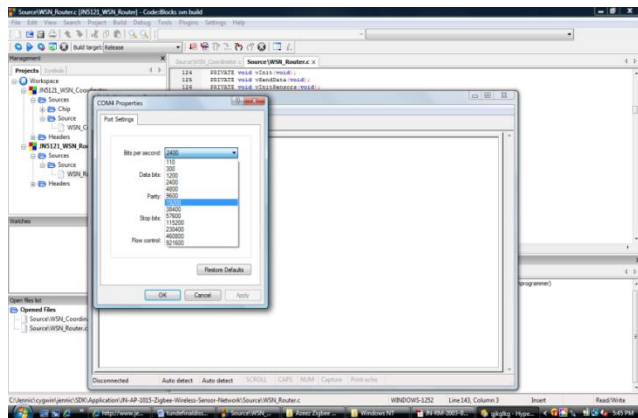 Source\WSN_Router.c [JN5121_WSN_Router] - Code::Blocks svn build
File Edit View Search Project Build Debug Tools Plugins Settings Help
Build target: Release
Management
Projects Symbols
Source\WSN_Coordinator.c Source\WSN_Router.c
Workspace
JN5121_WSN_Coor
Sources
Chip
Source
WSN_C
Headers
JN5121_WSN_Rou
Sources
Source
WSN_R
Headers
124 PRIVATE void vInit(void);
125 PRIVATE void vSendData(void);
126 PRIVATE void vInitSensors(void);
COM4 Properties
Port Settings
Bits per second: 2400
110
300
Data bits: 1200
2400
4800
Parity: 9600
19200
38400
Stop bits: 57600
115200
230400
Flow control: 460800
921600
Restore Defaults
OK Cancel Apply
Watches
Open files list
Opened Files
Source\WSN_Coordin
Source\WSN_Router.c
Disconnected Auto detect Auto detect SCROLL CAPS NUM Capture Print echo
C:\Jennic\cygwin\jennic\SDK\Application\JN-AP-1015-Zigbee-Wireless-Sensor-Network\Source\WSN_Router.c WINDOWS-1252 Line 143, Column 3 Insert Read/Write
Source\WSN_... Azeez Zigbee ... Windows NT 5:45 PM